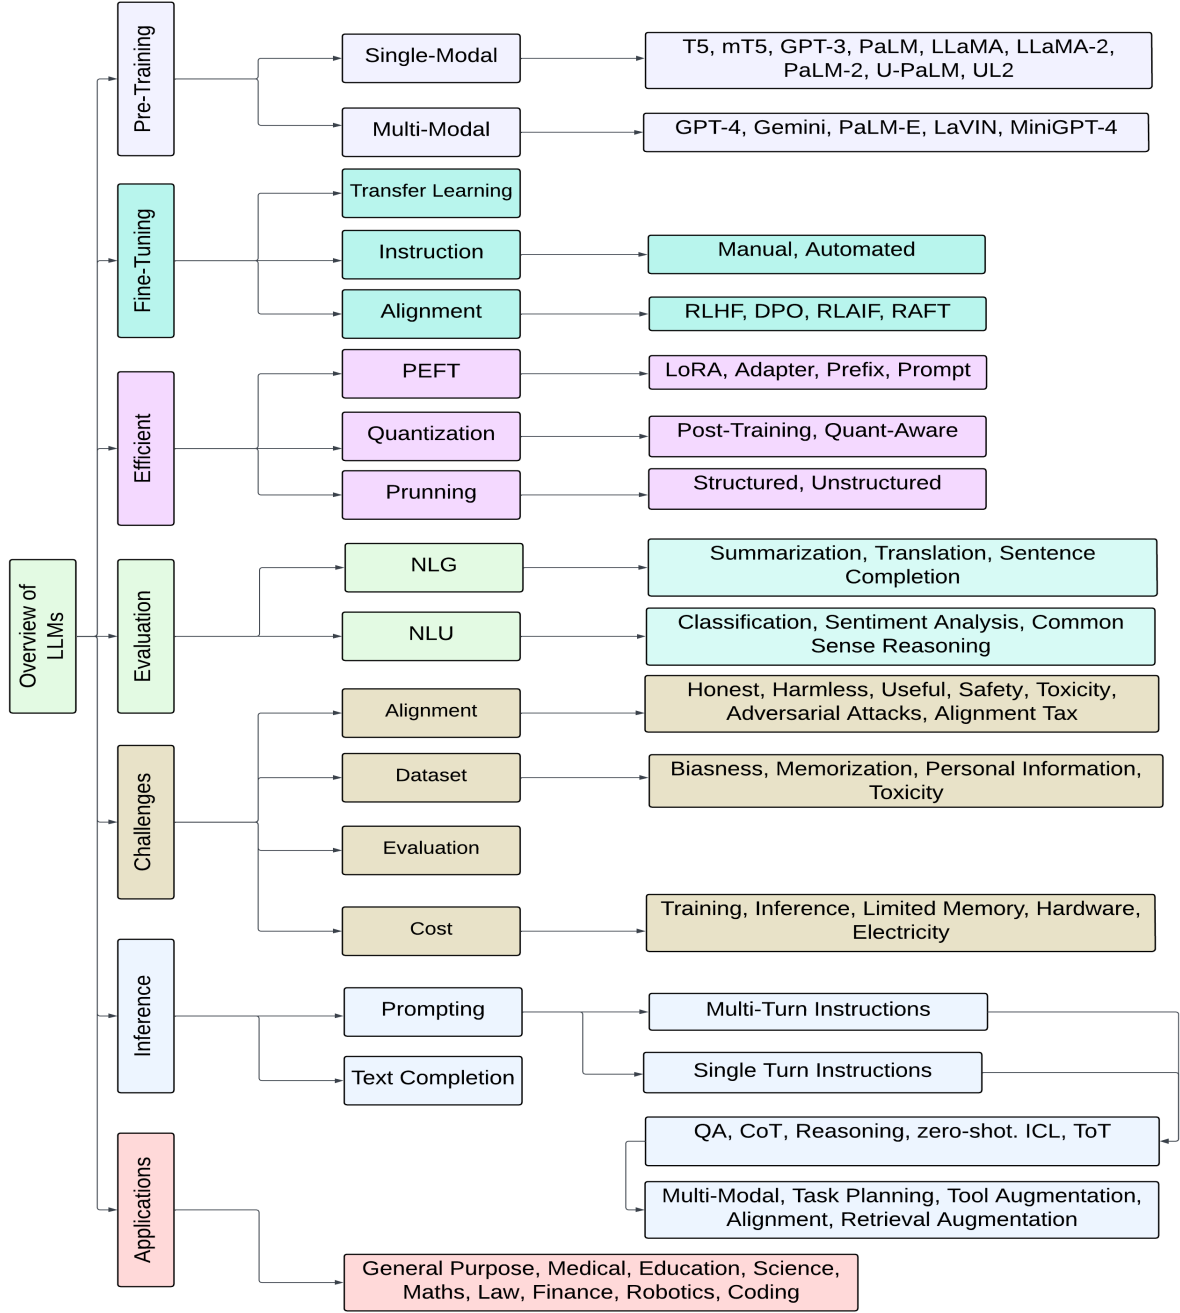 Overview of
LLMs
Pre-Training
Single-Modal
T5, mT5, GPT-3, PaLM, LLaMA, LLaMA-2,
PaLM-2, U-PaLM, UL2
Multi-Modal
GPT-4, Gemini, PaLM-E, LaVIN, MiniGPT-4
Fine-Tuning
Transfer Learning
Instruction
Manual, Automated
Alignment
RLHF, DPO, RLAIF, RAFT
Efficient
PEFT
LoRA, Adapter, Prefix, Prompt
Quantization
Post-Training, Quant-Aware
Prunning
Structured, Unstructured
Evaluation
NLG
Summarization, Translation, Sentence
Completion
NLU
Classification, Sentiment Analysis, Common
Sense Reasoning
Challenges
Alignment
Honest, Harmless, Useful, Safety, Toxicity,
Adversarial Attacks, Alignment Tax
Dataset
Biasness, Memorization, Personal Information,
Toxicity
Evaluation
Cost
Training, Inference, Limited Memory, Hardware,
Electricity
Inference
Prompting
Multi-Turn Instructions
Single Turn Instructions
Text Completion
QA, CoT, Reasoning, zero-shot. ICL, ToT
Multi-Modal, Task Planning, Tool Augmentation,
Alignment, Retrieval Augmentation
Applications
General Purpose, Medical, Education, Science,
Maths, Law, Finance, Robotics, Coding